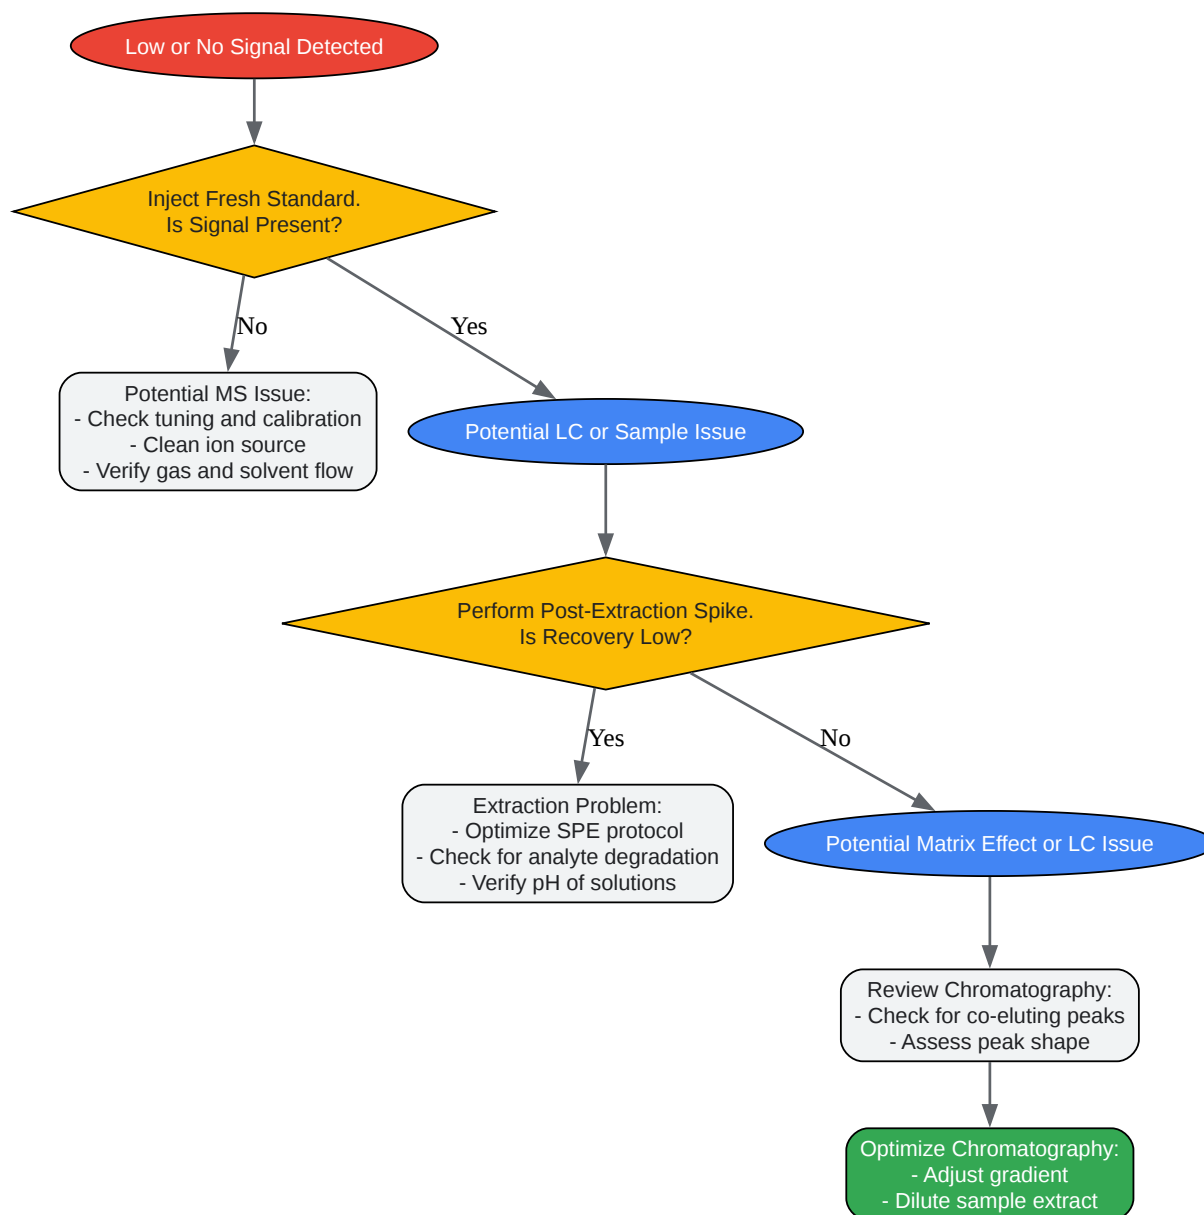 Low or No Signal Detected
Inject Fresh Standard.
Is Signal Present?
No
Yes
Potential MS Issue:
- Check tuning and calibration
- Clean ion source
- Verify gas and solvent flow
Potential LC or Sample Issue
Perform Post-Extraction Spike.
Is Recovery Low?
Yes
No
Extraction Problem:
- Optimize SPE protocol
- Check for analyte degradation
- Verify pH of solutions
Potential Matrix Effect or LC Issue
Review Chromatography:
- Check for co-eluting peaks
- Assess peak shape
Optimize Chromatography:
- Adjust gradient
- Dilute sample extract